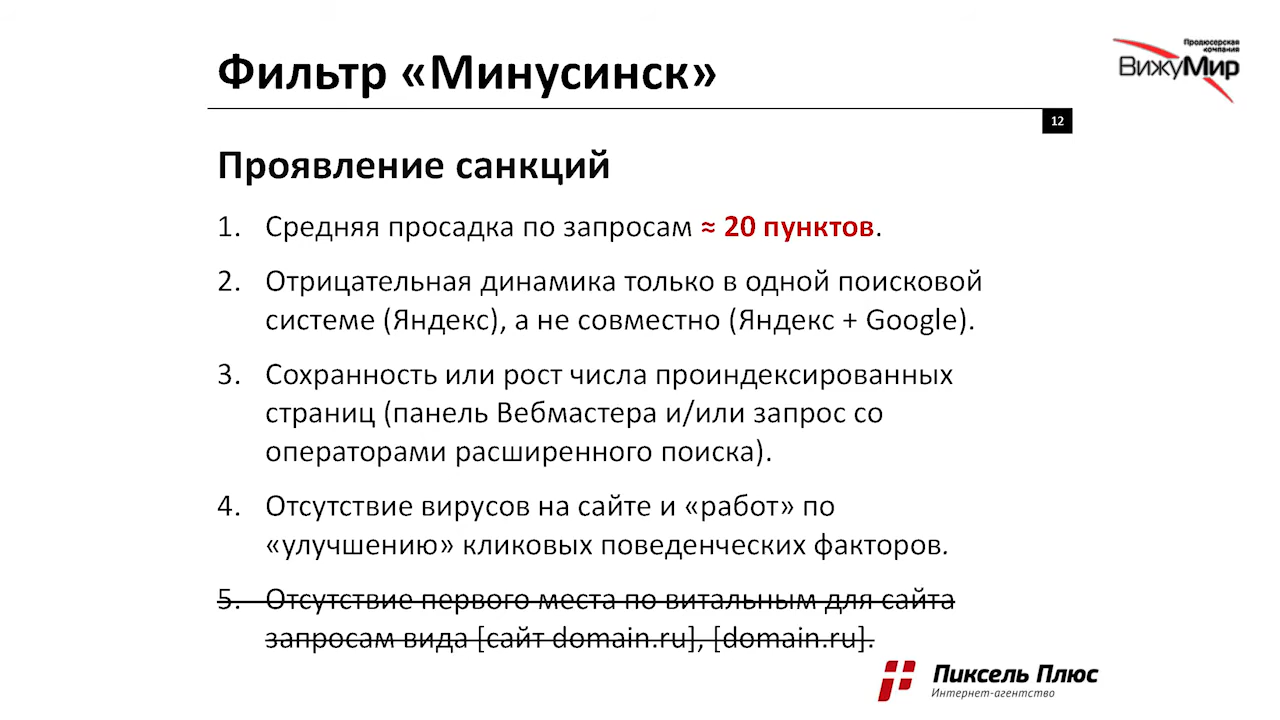 Фильтр «Минусинск»
Продюсерская
компания
ВижуМир
12
Проявление санкций
1. Средняя просадка по запросам ≈ 20 пунктов.
2. Отрицательная динамика только в одной поисковой
системе (Яндекс), а не совместно (Яндекс + Google).
3. Сохранность или рост числа проиндексированных
страниц (панель Вебмастера и/или запрос со
операторами расширенного поиска).
4. Отсутствие вирусов на сайте и «работ» по
«улучшению» кликовых поведенческих факторов.
5. Отсутствие первого места по витальным для сайта
запросам вида [сайт domain.ru], [domain.ru].
Пиксель Плюс
Интернет-агентство